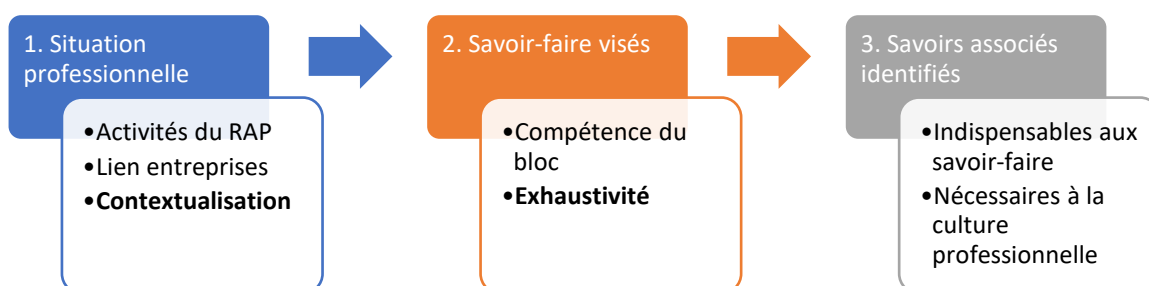 1. Situation
professionnelle
•Activités du RAP
•Lien entreprises
•Contextualisation
2. Savoir-faire visés
•Compétence du
bloc
•Exhaustivité
3. Savoirs associés
identifiés
•Indispensables aux
savoir-faire
•Nécessaires à la
culture
professionnelle